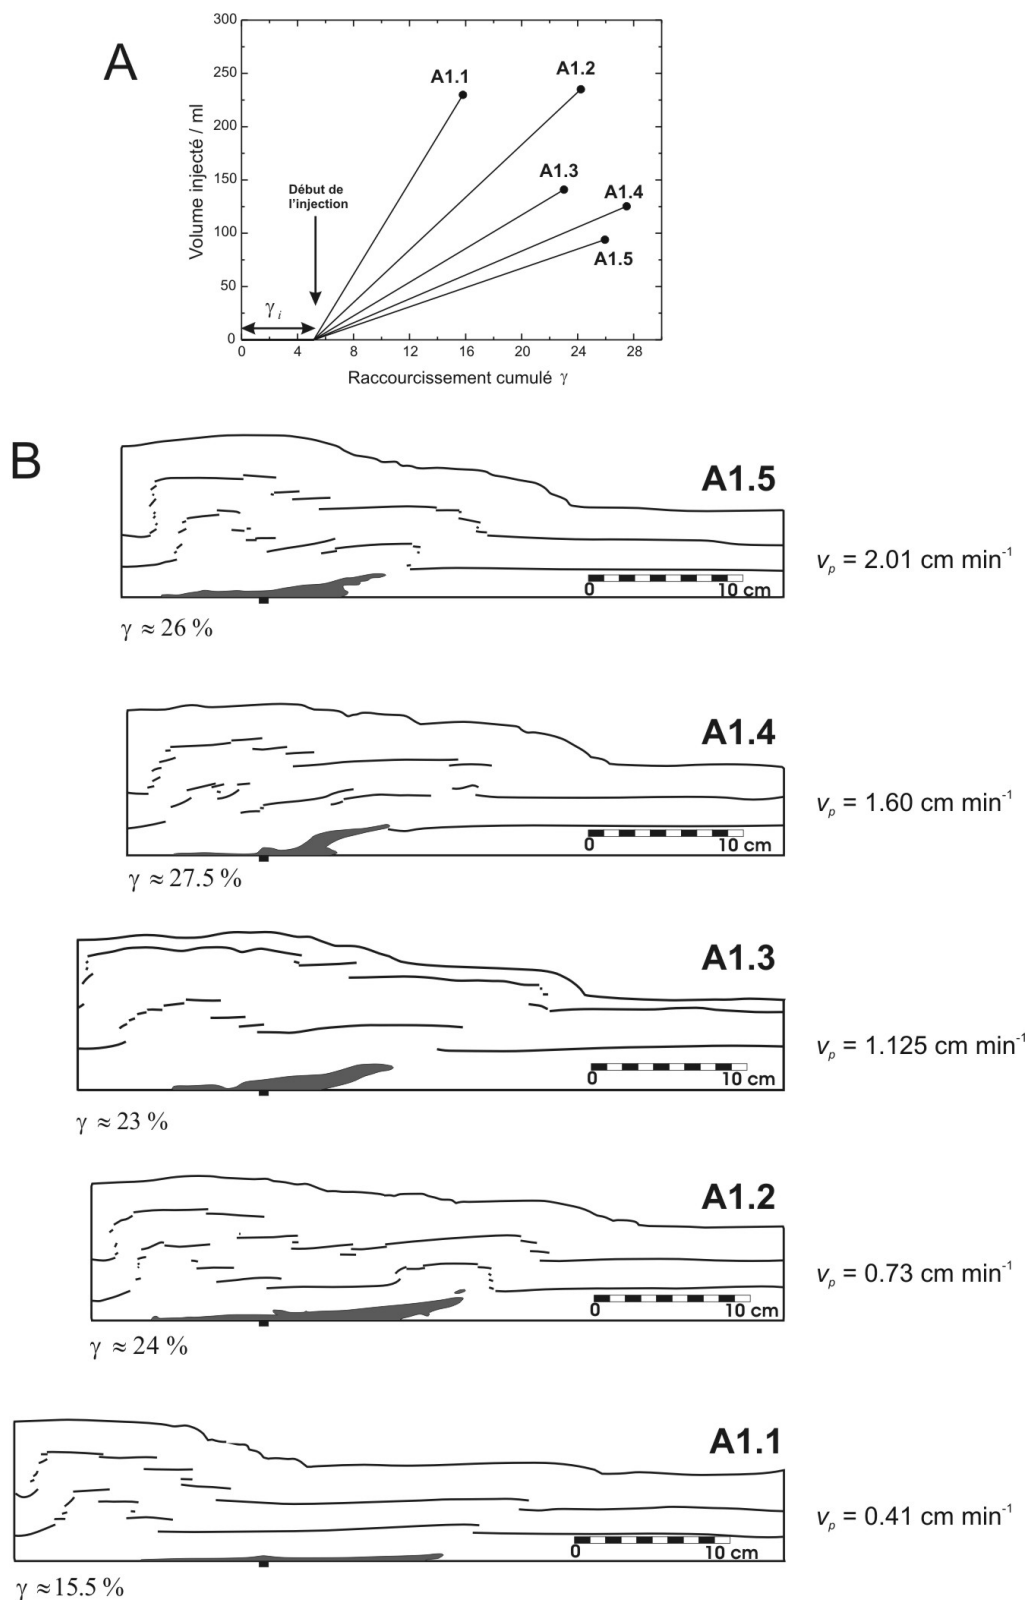 A
Volume injecté / ml
300
250
200
150
100
50
0
0 4 8 12 16 20 24 28
Raccourcissement cumulé γ
A1.1
A1.2
A1.3
A1.4
A1.5
Début de
l'injection
γi
B
A1.5
vp = 2.01 cm min-1
0 10 cm
γ ≈ 26 %
A1.4
vp = 1.60 cm min-1
0 10 cm
γ ≈ 27.5 %
A1.3
vp = 1.125 cm min-1
0 10 cm
γ ≈ 23 %
A1.2
vp = 0.73 cm min-1
0 10 cm
γ ≈ 24 %
A1.1
vp = 0.41 cm min-1
0 10 cm
γ ≈15.5 %